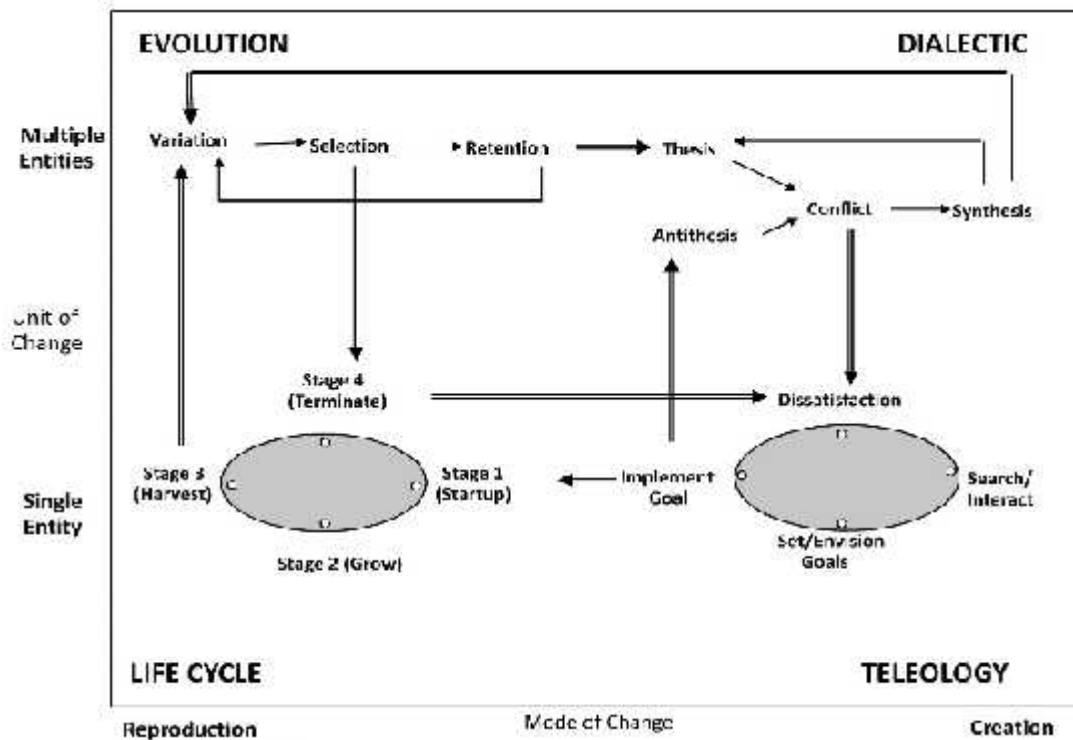 EVOLUTION
DIALECTIC
Multiple
Entities
Variation
Selection
Retention
Thesis
Conflict
Synthesis
Antithesis
Unit of
Change
Stage 4
(Terminate)
Dissatisfaction
Stage 3
(Harvest)
Stage 1
(Startup)
Implement
Goal
Search/
Interact
Single
Entity
Stage 2 (Grow)
Set/Envision
Goals
LIFE CYCLE
TELEOLOGY
Reproduction
Mode of Change
Creation